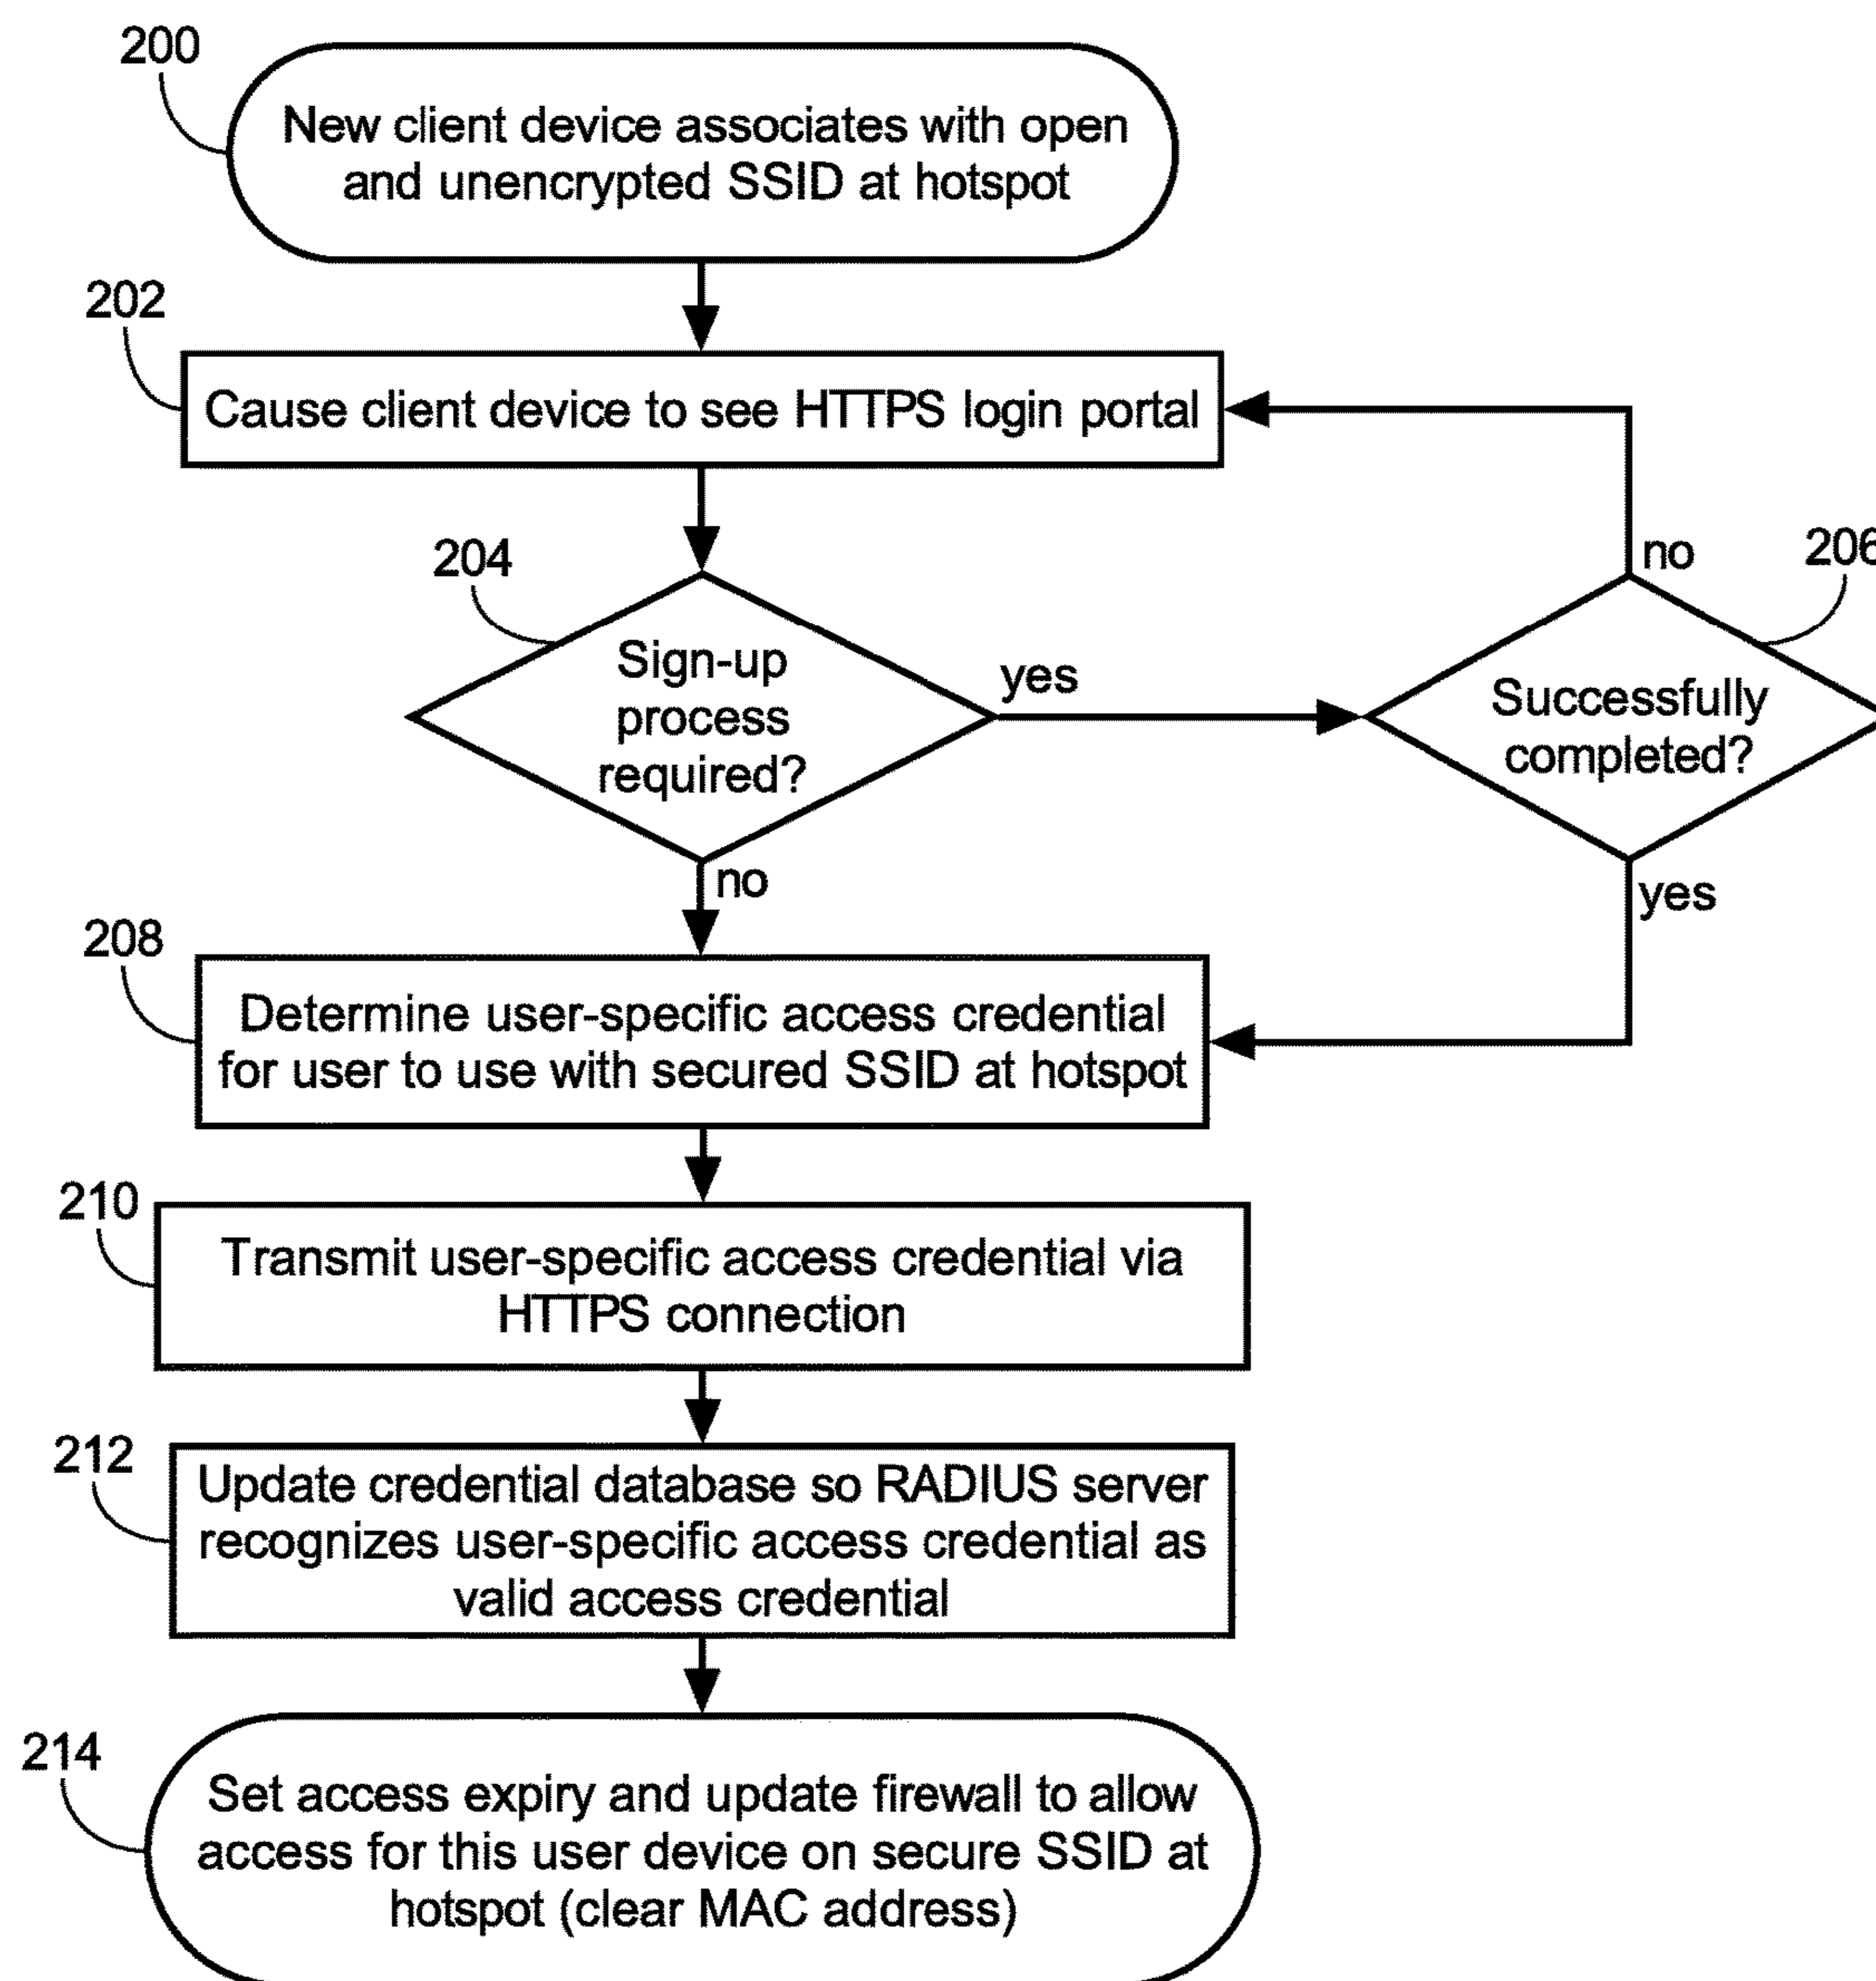 200
New client device associates with open
and unencrypted SSID at hotspot
202
Cause client device to see HTTPS login portal
204
Sign-up
process
required?
yes
no
206
Successfully
completed?
no
yes
208
Determine user-specific access credential
for user to use with secured SSID at hotspot
210
Transmit user-specific access credential via
HTTPS connection
212
Update credential database so RADIUS server
recognizes user-specific access credential as
valid access credential
214
Set access expiry and update firewall to allow
access for this user device on secure SSID at
hotspot (clear MAC address)